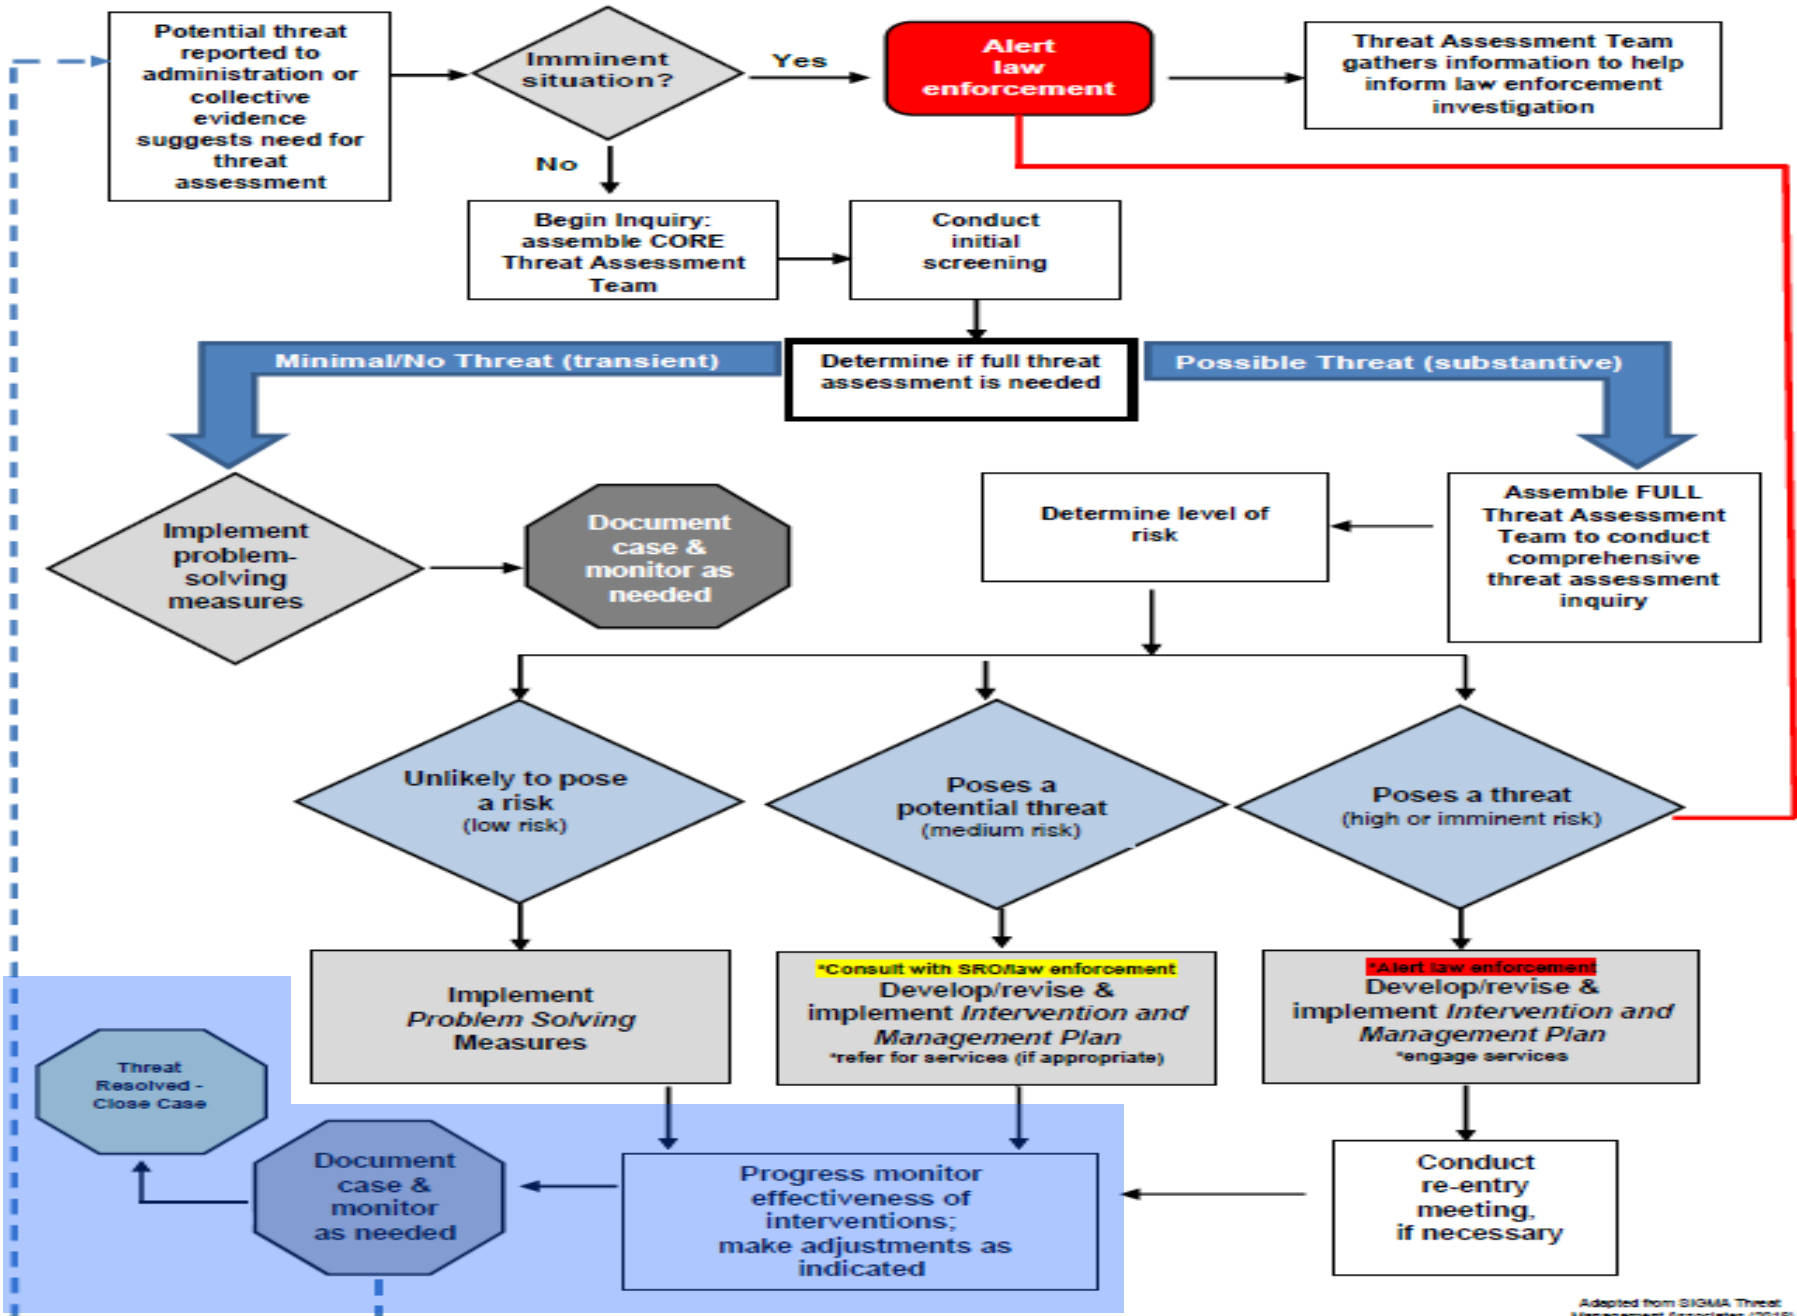 Potential threat
reported to
administration or
collective
evidence
suggests need for
threat
assessment
Imminent
situation?
Yes
Alert
law
enforcement
Threat Assessment Team
gathers information to help
inform law enforcement
investigation
No
Begin Inquiry:
assemble CORE
Threat Assessment
Team
Conduct
initial
screening
Minimal/No Threat (transient)
Determine if full threat
assessment is needed
Possible Threat (substantive)
Implement
problem-
solving
measures
Document
case &
monitor as
needed
Determine level of
risk
Assemble FULL
Threat Assessment
Team to conduct
comprehensive
threat assessment
inquiry
Unlikely to pose
a risk
(low risk)
Poses a
potential threat
(medium risk)
Poses a threat
(high or imminent risk)
Implement
Problem Solving
Measures
*Consult with SRO/law enforcement
Develop/revise &
implement Intervention and
Management Plan
*refer for services (if appropriate)
*Alert law enforcement
Develop/revise &
implement Intervention and
Management Plan
*engage services
Threat
Resolved -
Close Case
Document
case &
monitor
as needed
Progress monitor
effectiveness of
interventions;
make adjustments as
indicated
Conduct
re-entry
meeting,
if necessary
Adapted from SIGMA Threat
Management Associates